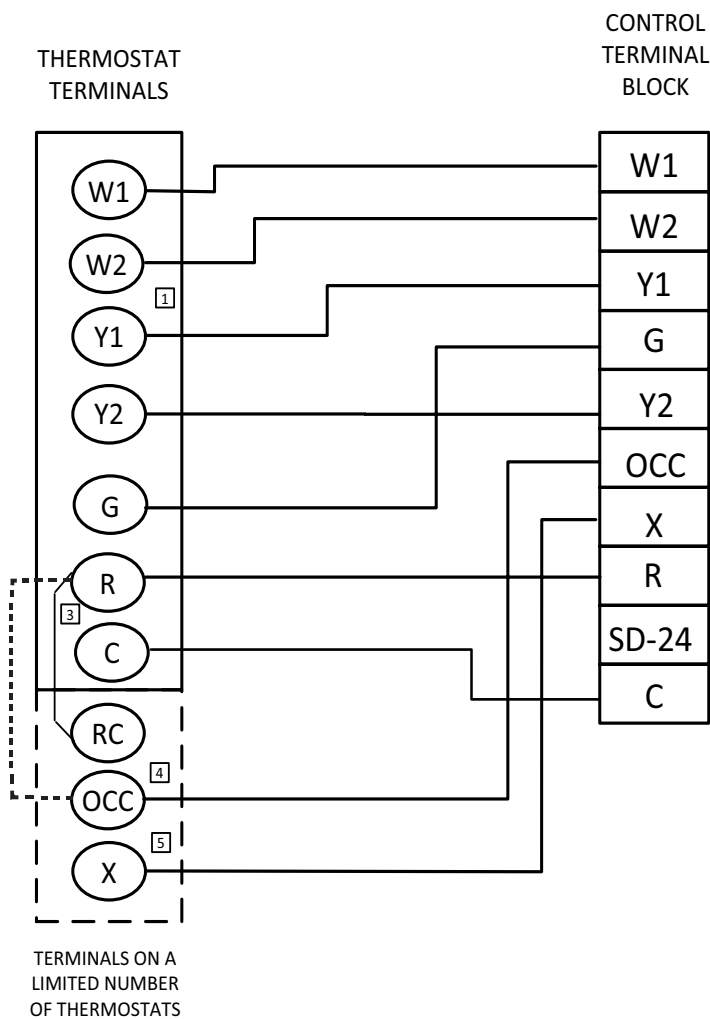 THERMOSTAT
TERMINALS
W1
W2
1
Y1
Y2
G
R
3
C
RC
4
OCC
5
X
TERMINALS ON A
LIMITED NUMBER
OF THERMOSTATS
CONTROL
TERMINAL
BLOCK
W1
W2
Y1
G
Y2
OCC
X
R
SD-24
C